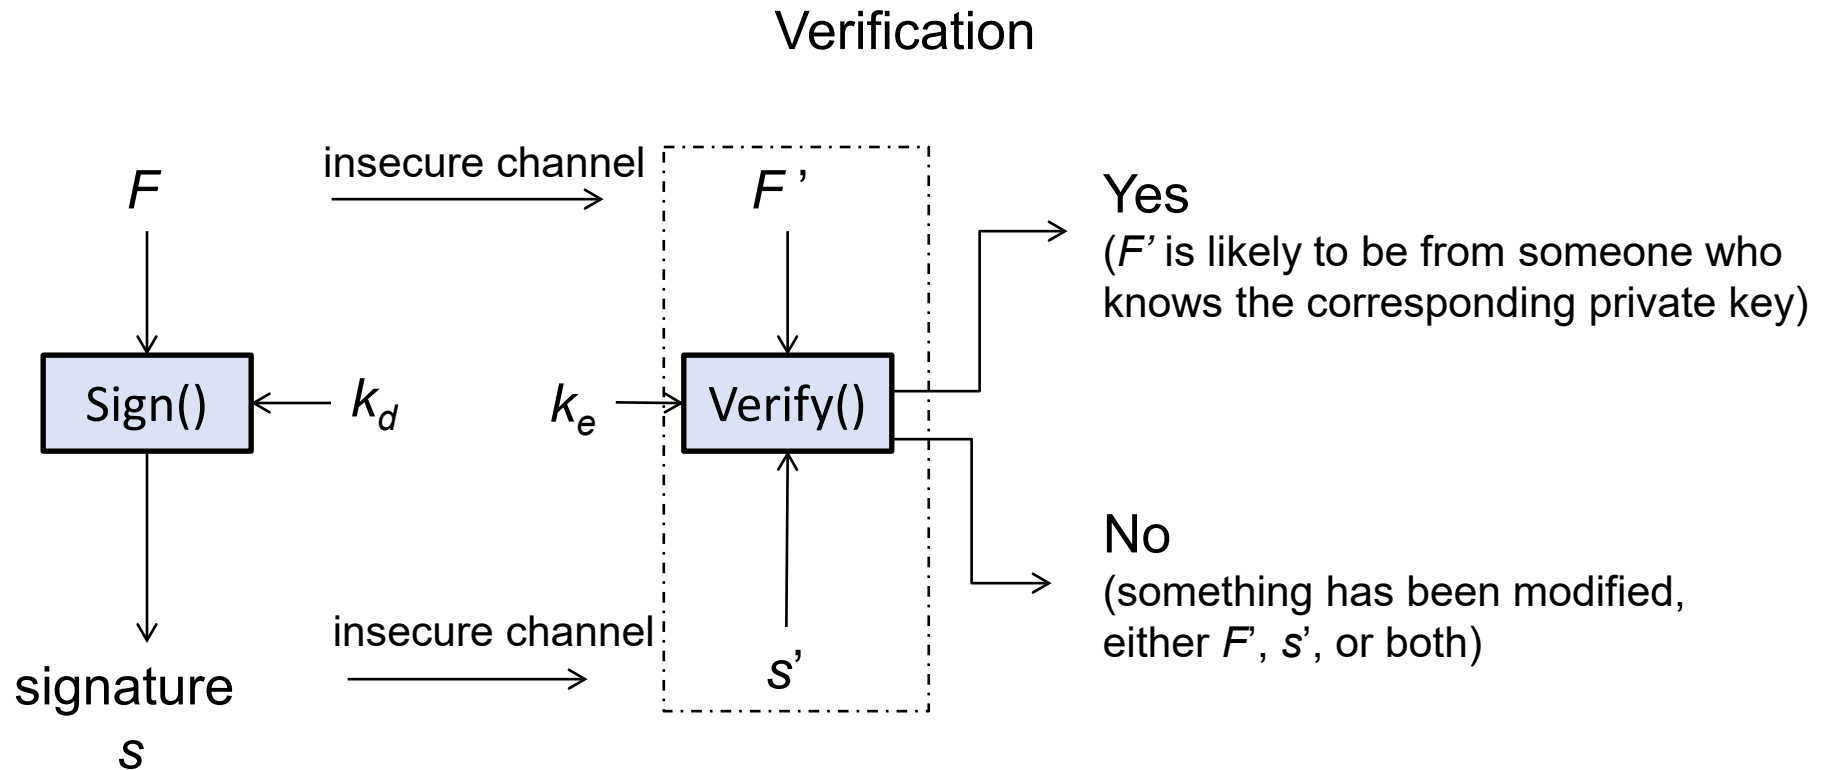 Verification
insecure channel
F
F ’
Yes
(F’ is likely to be from someone who
knows the corresponding private key)
Sign()
kd
ke
Verify()
No
(something has been modified,
either F’, s’, or both)
insecure channel
signature
s
s’